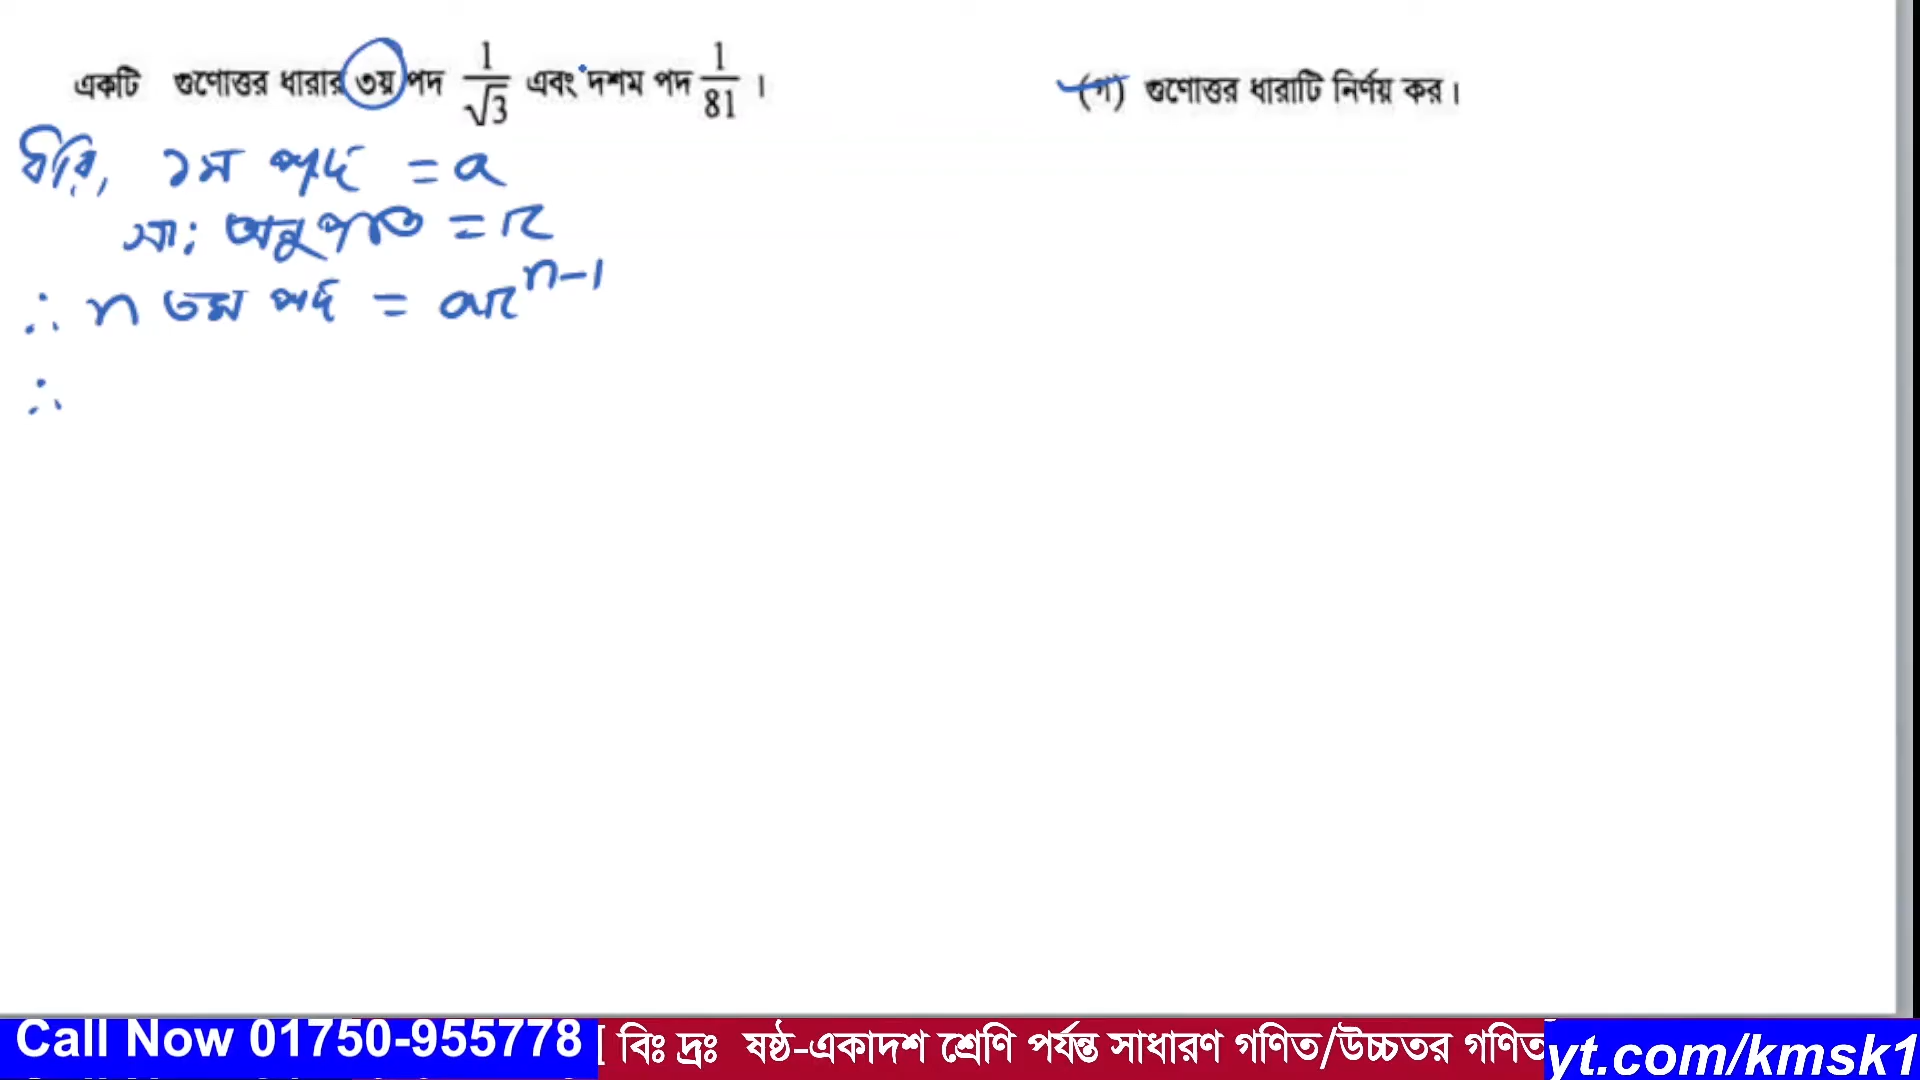 একটি গুণোত্তর ধারার ৩য় পদ 1/√3 এবং দশম পদ 1/81 ।
(গ) গুণোত্তর ধারাটি নির্ণয় কর।
ধরি, ১ম পদ = a
সা: অনুপাত = r
∴ n তম পদ = ar^(n-1)
∴
Call Now 01750-955778
[ বিঃ দ্রঃ ষষ্ঠ-একাদশ শ্রেণি পর্যন্ত সাধারণ গণিত/উচ্চতর গণিত
yt.com/kmsk1